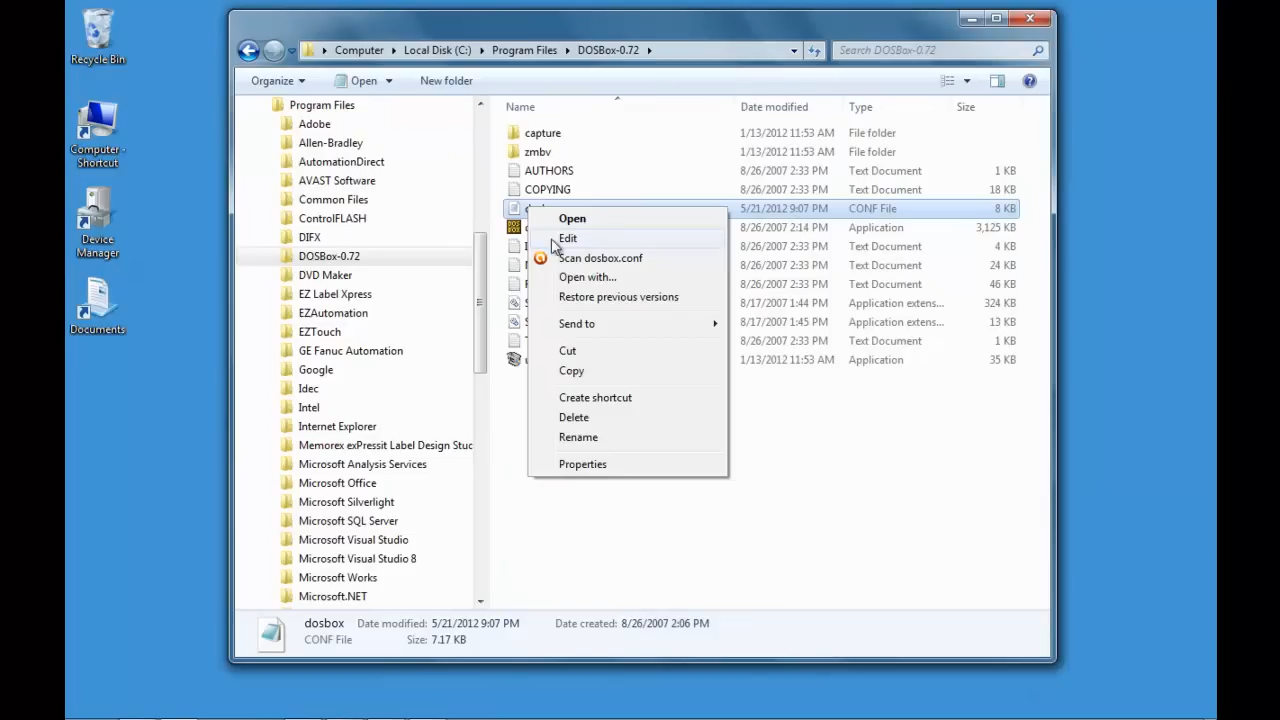 Recycle Bin
Computer -
Shortcut
Device
Manager
Documents
Computer
Local Disk (C:)
Program Files
DOSBox-0.72
Search DOSBox-0.72
Organize
Open
New folder
Program Files
Adobe
Allen-Bradley
AutomationDirect
AVAST Software
Common Files
ControlFLASH
DIFX
DOSBox-0.72
DVD Maker
EZ Label Xpress
EZAutomation
EZTouch
GE Fanuc Automation
Google
Idec
Intel
Internet Explorer
Memorex exPressit Label Design Stuc
Microsoft Analysis Services
Microsoft Office
Microsoft Silverlight
Microsoft SQL Server
Microsoft Visual Studio
Microsoft Visual Studio 8
Microsoft Works
Microsoft.NET
Name Date modified Type Size
capture 1/13/2012 11:53 AM File folder
zmbv 1/13/2012 11:53 AM File folder
AUTHORS 8/26/2007 2:33 PM Text Document 1 KB
COPYING 8/26/2007 2:33 PM Text Document 18 KB
5/21/2012 9:07 PM CONF File 8 KB
8/26/2007 2:14 PM Application 3,125 KB
8/26/2007 2:33 PM Text Document 4 KB
8/26/2007 2:33 PM Text Document 24 KB
8/26/2007 2:33 PM Text Document 46 KB
8/17/2007 1:44 PM Application extens... 324 KB
8/17/2007 1:45 PM Application extens... 13 KB
8/26/2007 2:33 PM Text Document 1 KB
1/13/2012 11:53 AM Application 35 KB
Open
Edit
Scan dosbox.conf
Open with...
Restore previous versions
Send to
Cut
Copy
Create shortcut
Delete
Rename
Properties
dosbox Date modified: 5/21/2012 9:07 PM Date created: 8/26/2007 2:06 PM
CONF File Size: 7.17 KB